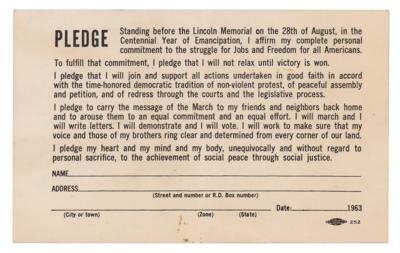 PLEDGE
Standing before the Lincoln Memorial on the 28th of August, in the
Centennial Year of Emancipation, I affirm my complete personal
commitment to the struggle for Jobs and Freedom for all Americans.
To fulfill that commitment, I pledge that I will not relax until victory is won.
I pledge that I will join and support all actions undertaken in good faith in accord
with the time-honored democratic tradition of non-violent protest, of peaceful assembly
and petition, and of redress through the courts and the legislative process.
I pledge to carry the message of the March to my friends and neighbors back home
and to arouse them to an equal commitment and an equal effort. I will march and I
will write letters. I will demonstrate and I will vote. I will work to make sure that my
voice and those of my brothers ring clear and determined from every corner of our land.
I pledge my heart and my mind and my body, unequivocally and without regard to
personal sacrifice, to the achievement of social peace through social justice.
NAME
ADDRESS
(Street and number or R.D. Box number)
Date: 1963
(City or town) (Zone) (State)
252